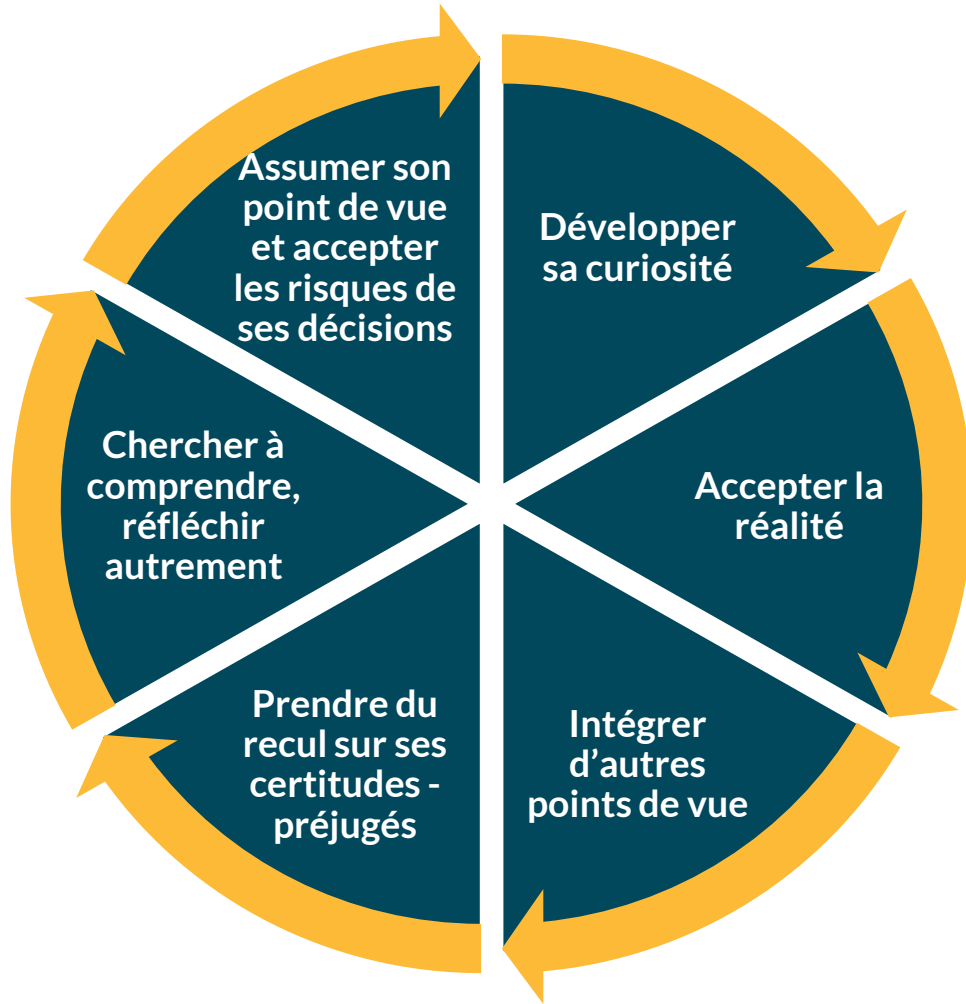 Développer
sa curiosité
Accepter la
réalité
Intégrer
d’autres
points de vue
Prendre du
recul sur ses
certitudes -
préjugés
Chercher à
comprendre,
réfléchir
autrement
Assumer son
point de vue
et accepter
les risques de
ses décisions